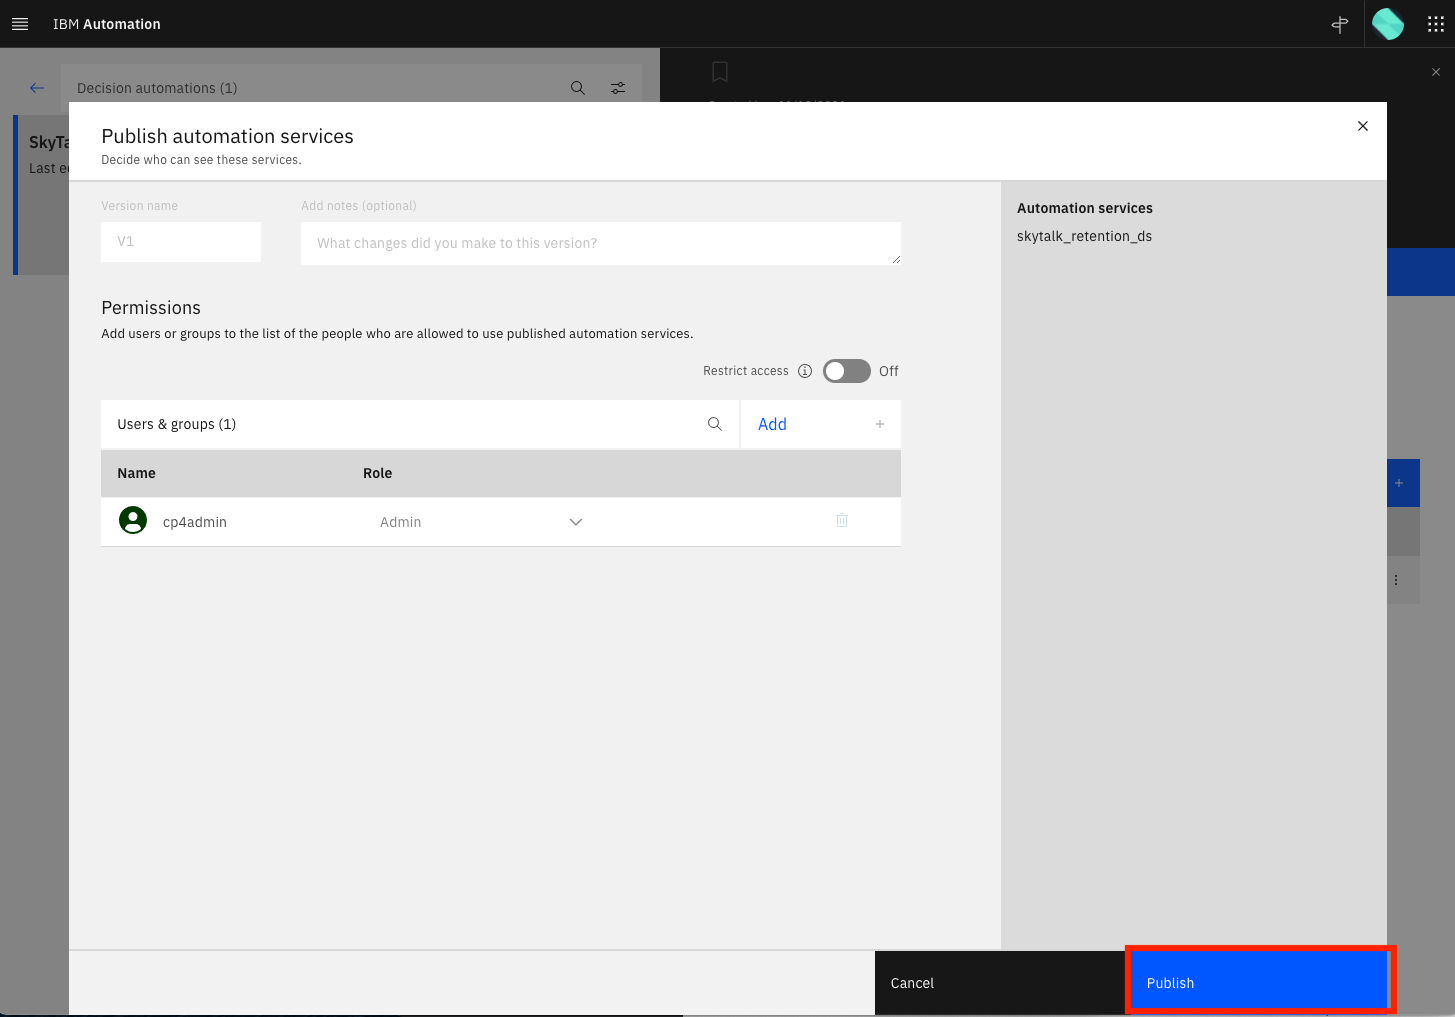 IBM Automation
Decision automations (1)
SkyTa
Last e
Publish automation services
Decide who can see these services.
Version name
Add notes (optional)
V1
What changes did you make to this version?
Automation services
skytalk_retention_ds
Permissions
Add users or groups to the list of the people who are allowed to use published automation services.
Restrict access
Off
Users & groups (1)
Add
Name
Role
cp4admin
Admin
Cancel
Publish